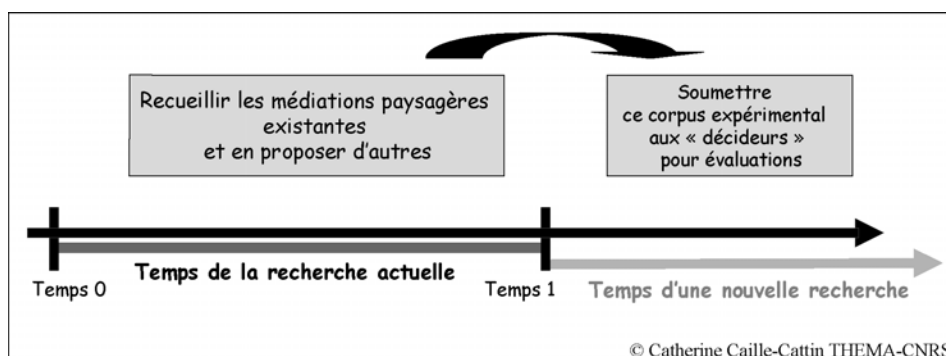 Recueillir les médiations paysagères
existantes
et en proposer d'autres
Soumettre
ce corpus expérimental
aux « décideurs »
pour évaluations
Temps de la recherche actuelle
Temps 0
Temps 1
Temps d'une nouvelle recherche
© Catherine Caille-Cattin THEMA-CNRS